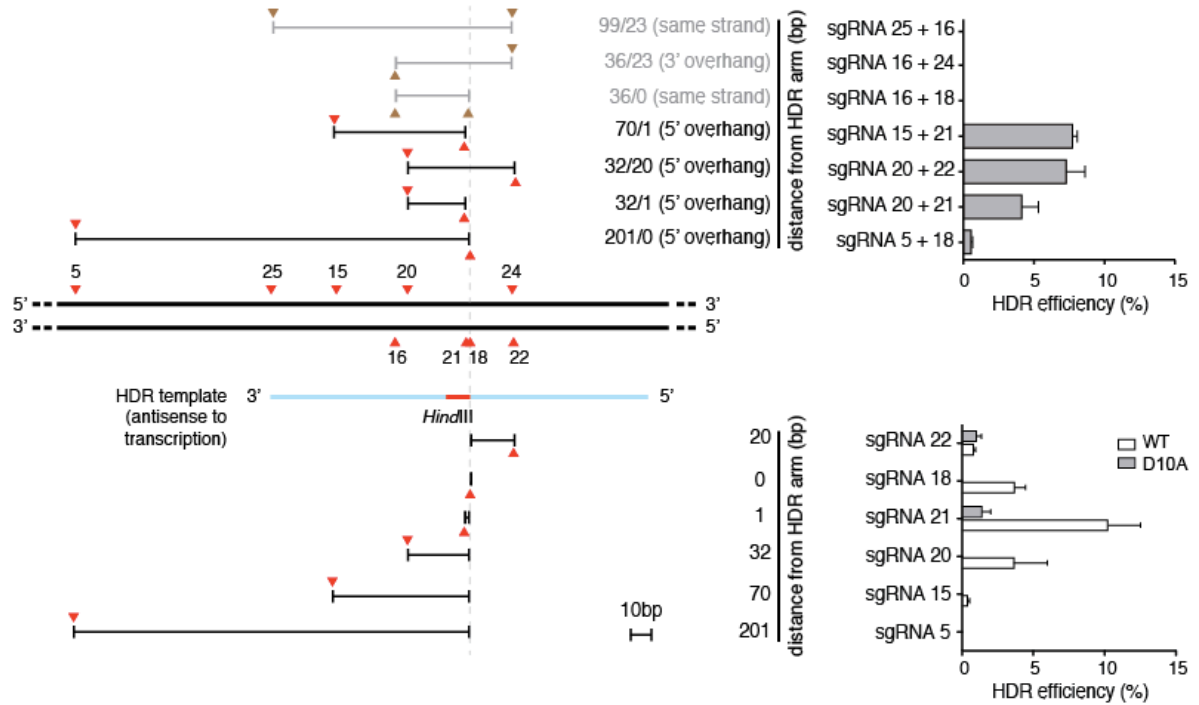 99/23 (same strand)
36/23 (3' overhang)
36/0 (same strand)
70/1 (5' overhang)
32/20 (5' overhang)
32/1 (5' overhang)
201/0 (5' overhang)
distance from HDR arm (bp)
sgRNA 25 + 16
sgRNA 16 + 24
sgRNA 16 + 18
sgRNA 15 + 21
sgRNA 20 + 22
sgRNA 20 + 21
sgRNA 5 + 18
0 5 10 15
HDR efficiency (%)
5 25 15 20 24
5' 3'
3' 5'
16 21 18 22
HDR template
(antisense to
transcription)
3' 5'
HindIII
20
0
1
32
70
201
10bp
distance from HDR arm (bp)
sgRNA 22
sgRNA 18
sgRNA 21
sgRNA 20
sgRNA 15
sgRNA 5
WT
D10A
0 5 10 15
HDR efficiency (%)